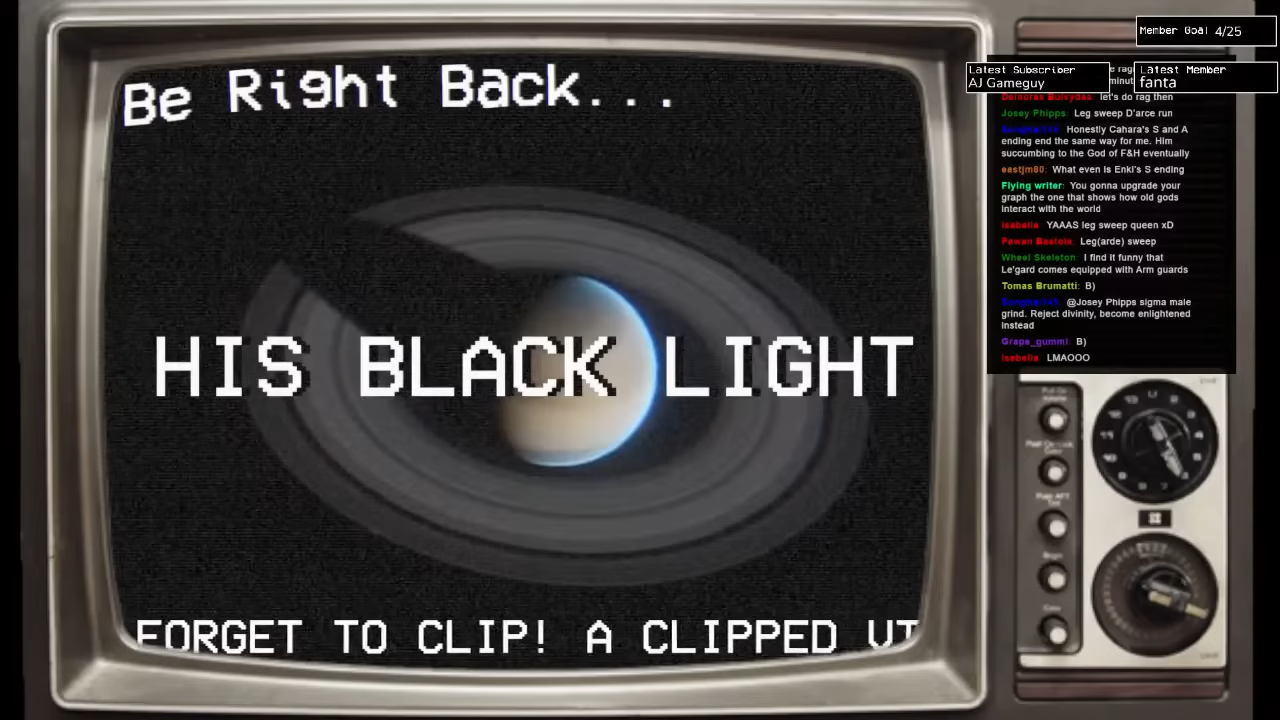 Be Right Back...
HIS BLACK LIGHT
FORGET TO CLIP! A CLIPPED
Member Goal 4/25
Latest Subscriber
AJ Gameguy
Latest Member
fanta
let's do rag then
Josey Phipps: Leg sweep D'arce run
Honestly Cahara's S and A
ending end the same way for me. Him
succumbing to the God of F&H eventually
eastjm80: What even is Enki's S ending
Flying writer: You gonna upgrade your
graph the one that shows how old gods
interact with the world
Isabella: YAAAS leg sweep queen xD
Pawan Bastola: Leg(arde) sweep
Wheel Skeleton: I find it funny that
Le'gard comes equipped with Arm guards
Tomas Brumatti: B)
@Josey Phipps sigma male
grind. Reject divinity, become enlightened
instead
Grape_gummi: B)
Isabella: LMAOOO